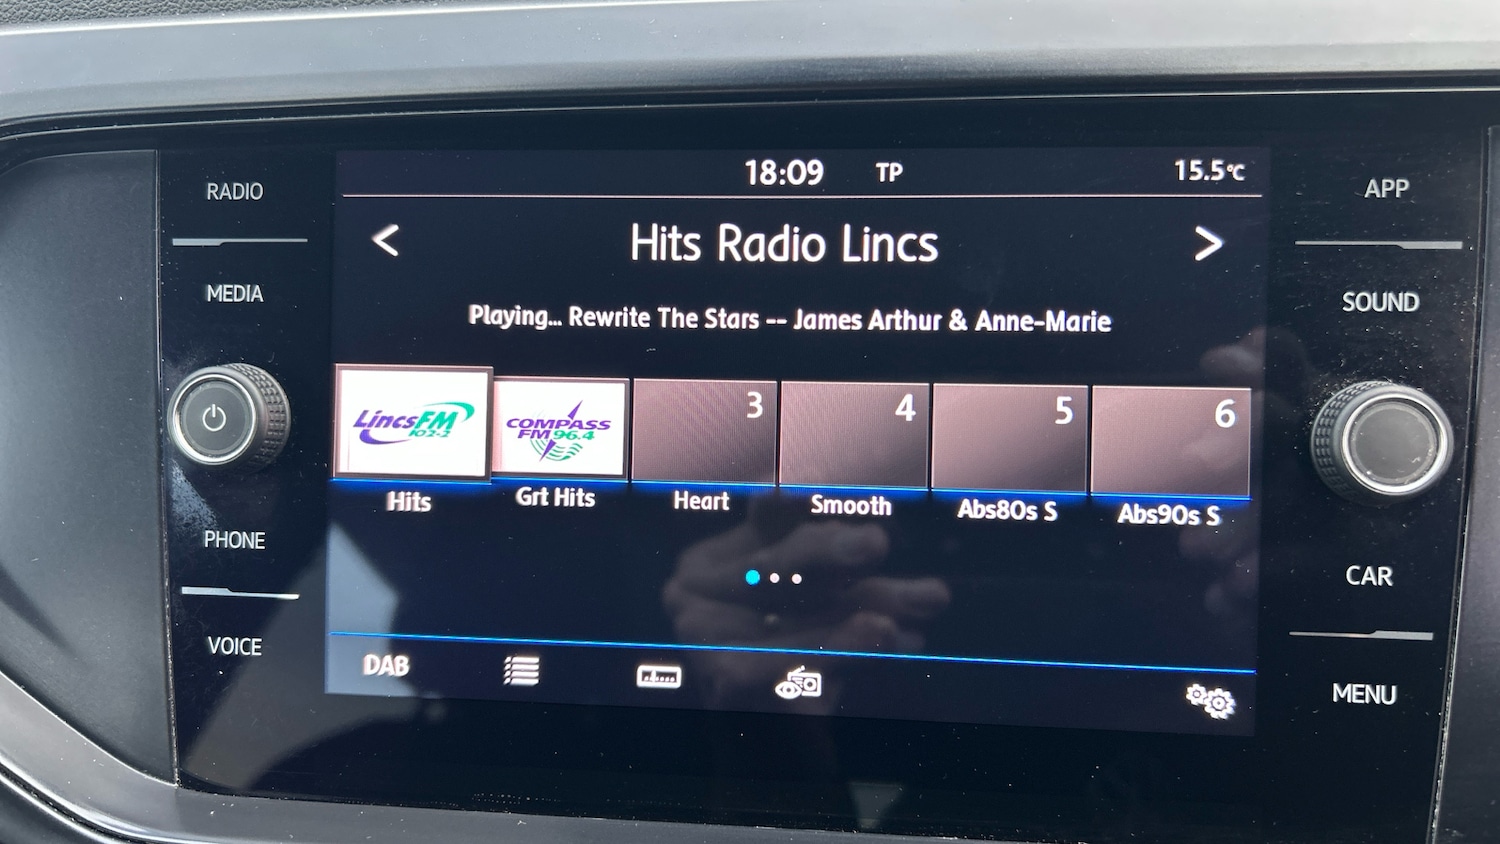 18:09 TP 15.5°C
RADIO
APP
< Hits Radio Lincs >
MEDIA
SOUND
Playing... Rewrite The Stars -- James Arthur & Anne-Marie
LincsFM
102·2
COMPASS
FM 96.4
3
4
5
6
Hits
Grt Hits
Heart
Smooth
Abs80s S
Abs90s S
PHONE
CAR
VOICE
DAB
MENU